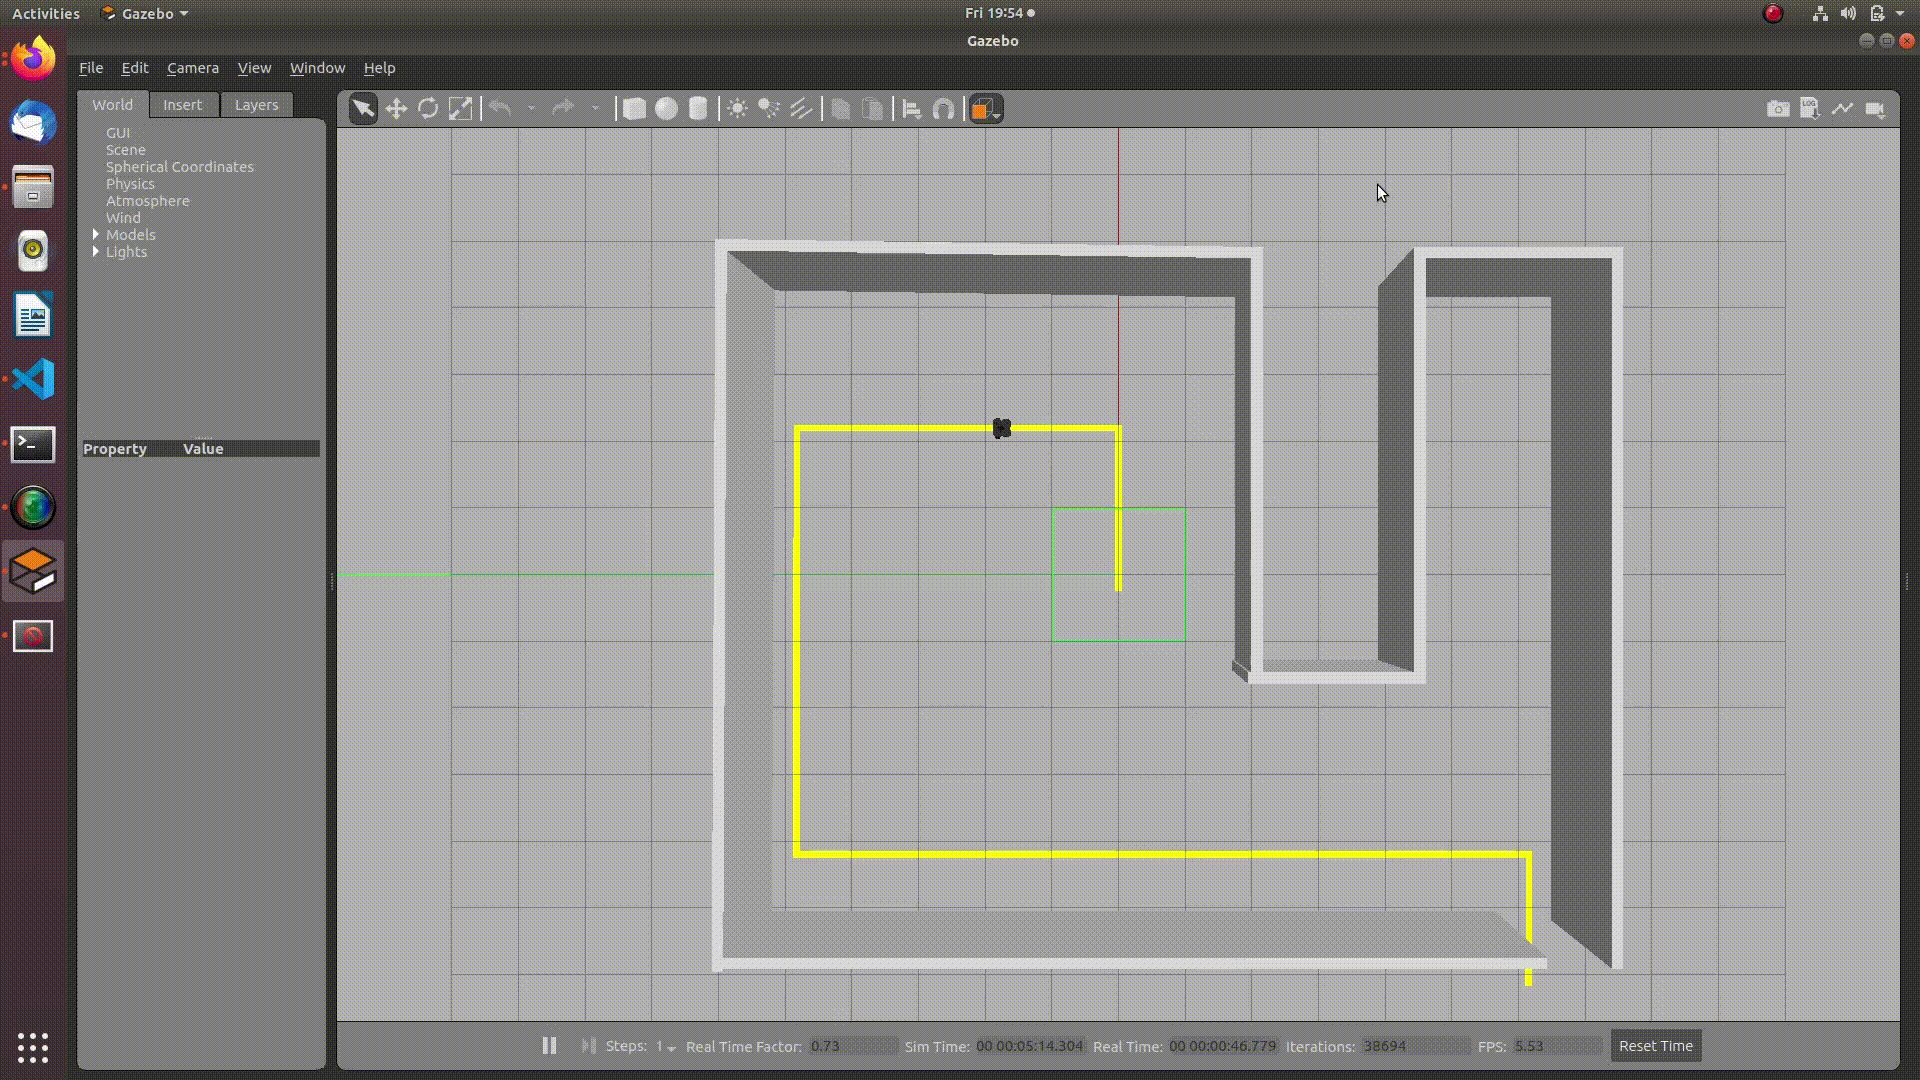 Activities Gazebo Fri 19:54
Gazebo
File Edit Camera View Window Help
World Insert Layers
GUI
Scene
Spherical Coordinates
Physics
Atmosphere
Wind
Models
Lights
Property Value
LOG
Steps: 1 Real Time Factor: 0.73 Sim Time: 00 00:05:14.304 Real Time: 00 00:00:46.779 Iterations: 38694 FPS: 5.53 Reset Time